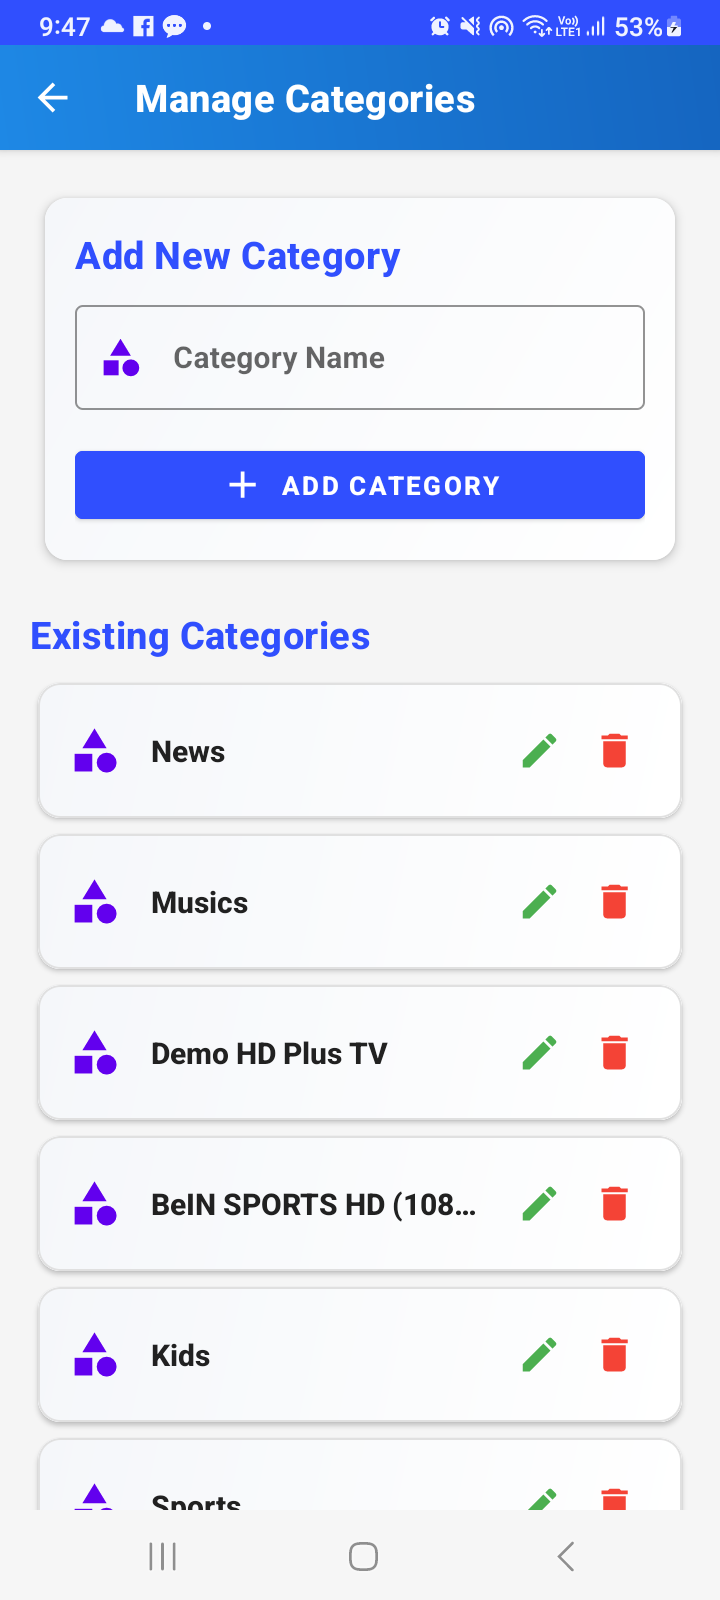 9:47
Vo))
LTE1
53%
Manage Categories
Add New Category
Category Name
ADD CATEGORY
Existing Categories
News
Musics
Demo HD Plus TV
BeIN SPORTS HD (108...
Kids
Sports